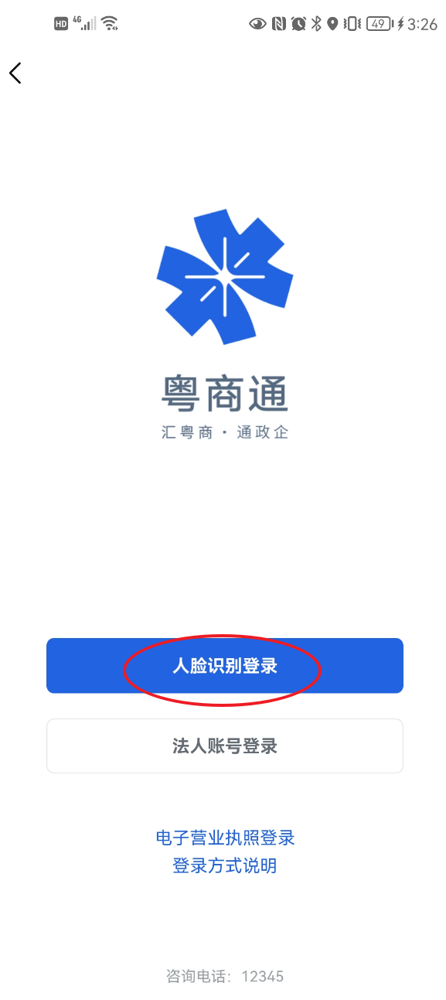 HD 4G 49 3:26
粤商通
汇粤商·通政企
人脸识别登录
法人账号登录
电子营业执照登录
登录方式说明
咨询电话：12345